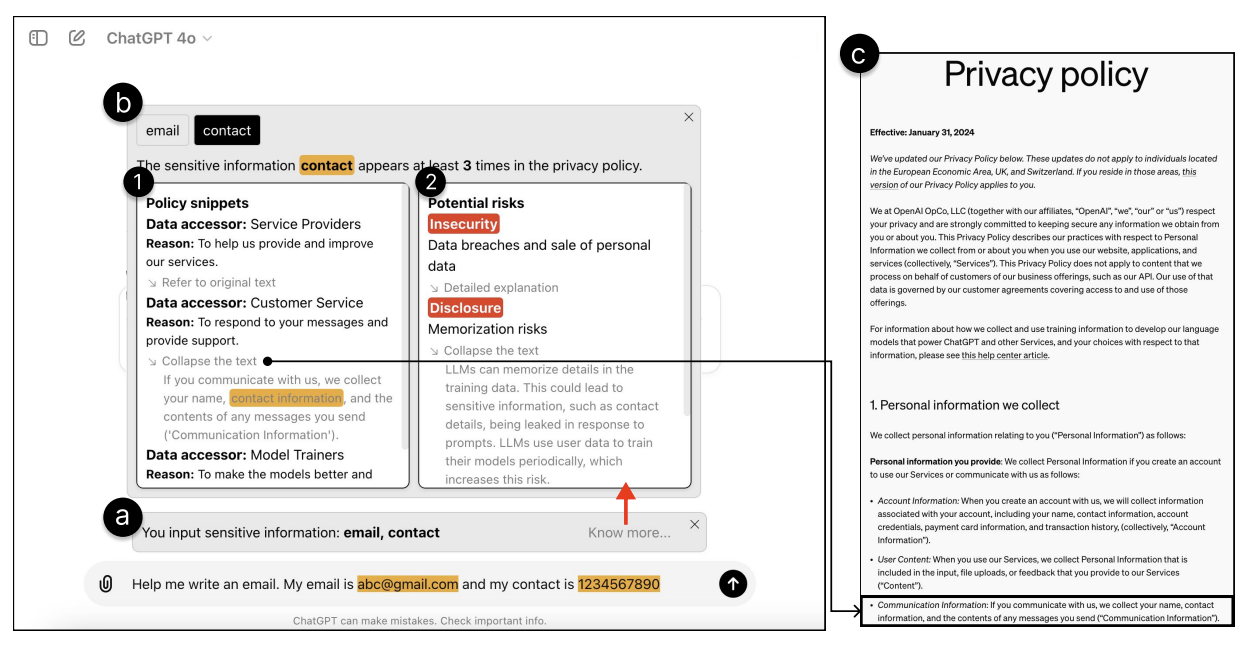 ChatGPT 4o
b
email contact
The sensitive information contact appears at least 3 times in the privacy policy.
1
Policy snippets
Data accessor: Service Providers
Reason: To help us provide and improve
our services.
Refer to original text
Data accessor: Customer Service
Reason: To respond to your messages and
provide support.
Collapse the text
If you communicate with us, we collect
your name, contact information, and the
contents of any messages you send
('Communication Information').
Data accessor: Model Trainers
Reason: To make the models better and
2
Potential risks
Insecurity
Data breaches and sale of personal
data
Detailed explanation
Disclosure
Memorization risks
Collapse the text
LLMs can memorize details in the
training data. This could lead to
sensitive information, such as contact
details, being leaked in response to
prompts. LLMs use user data to train
their models periodically, which
increases this risk.
a
You input sensitive information: email, contact Know more...
Help me write an email. My email is abc@gmail.com and my contact is 1234567890
ChatGPT can make mistakes. Check important info.
c
Privacy policy
Effective: January 31, 2024
We've updated our Privacy Policy below. These updates do not apply to individuals located
in the European Economic Area, UK, and Switzerland. If you reside in those areas, this
version of our Privacy Policy applies to you.
We at OpenAI OpCo, LLC (together with our affiliates, “OpenAI”, “we”, “our” or “us”) respect
your privacy and are strongly committed to keeping secure any information we obtain from
you or about you. This Privacy Policy describes our practices with respect to Personal
Information we collect from or about you when you use our website, applications, and
services (collectively, “Services”). This Privacy Policy does not apply to content that we
process on behalf of customers of our business offerings, such as our API. Our use of that
data is governed by our customer agreements covering access to and use of those
offerings.
For information about how we collect and use training information to develop our language
models that power ChatGPT and other Services, and your choices with respect to that
information, please see this help center article.
1. Personal information we collect
We collect personal information relating to you (“Personal Information”) as follows:
Personal information you provide: We collect Personal Information if you create an account
to use our Services or communicate with us as follows:
• Account Information: When you create an account with us, we will collect information
associated with your account, including your name, contact information, account
credentials, payment card information, and transaction history, (collectively, “Account
Information”).
• User Content: When you use our Services, we collect Personal Information that is
included in the input, file uploads, or feedback that you provide to our Services
(“Content”).
• Communication Information: If you communicate with us, we collect your name, contact
information, and the contents of any messages you send (“Communication Information”).